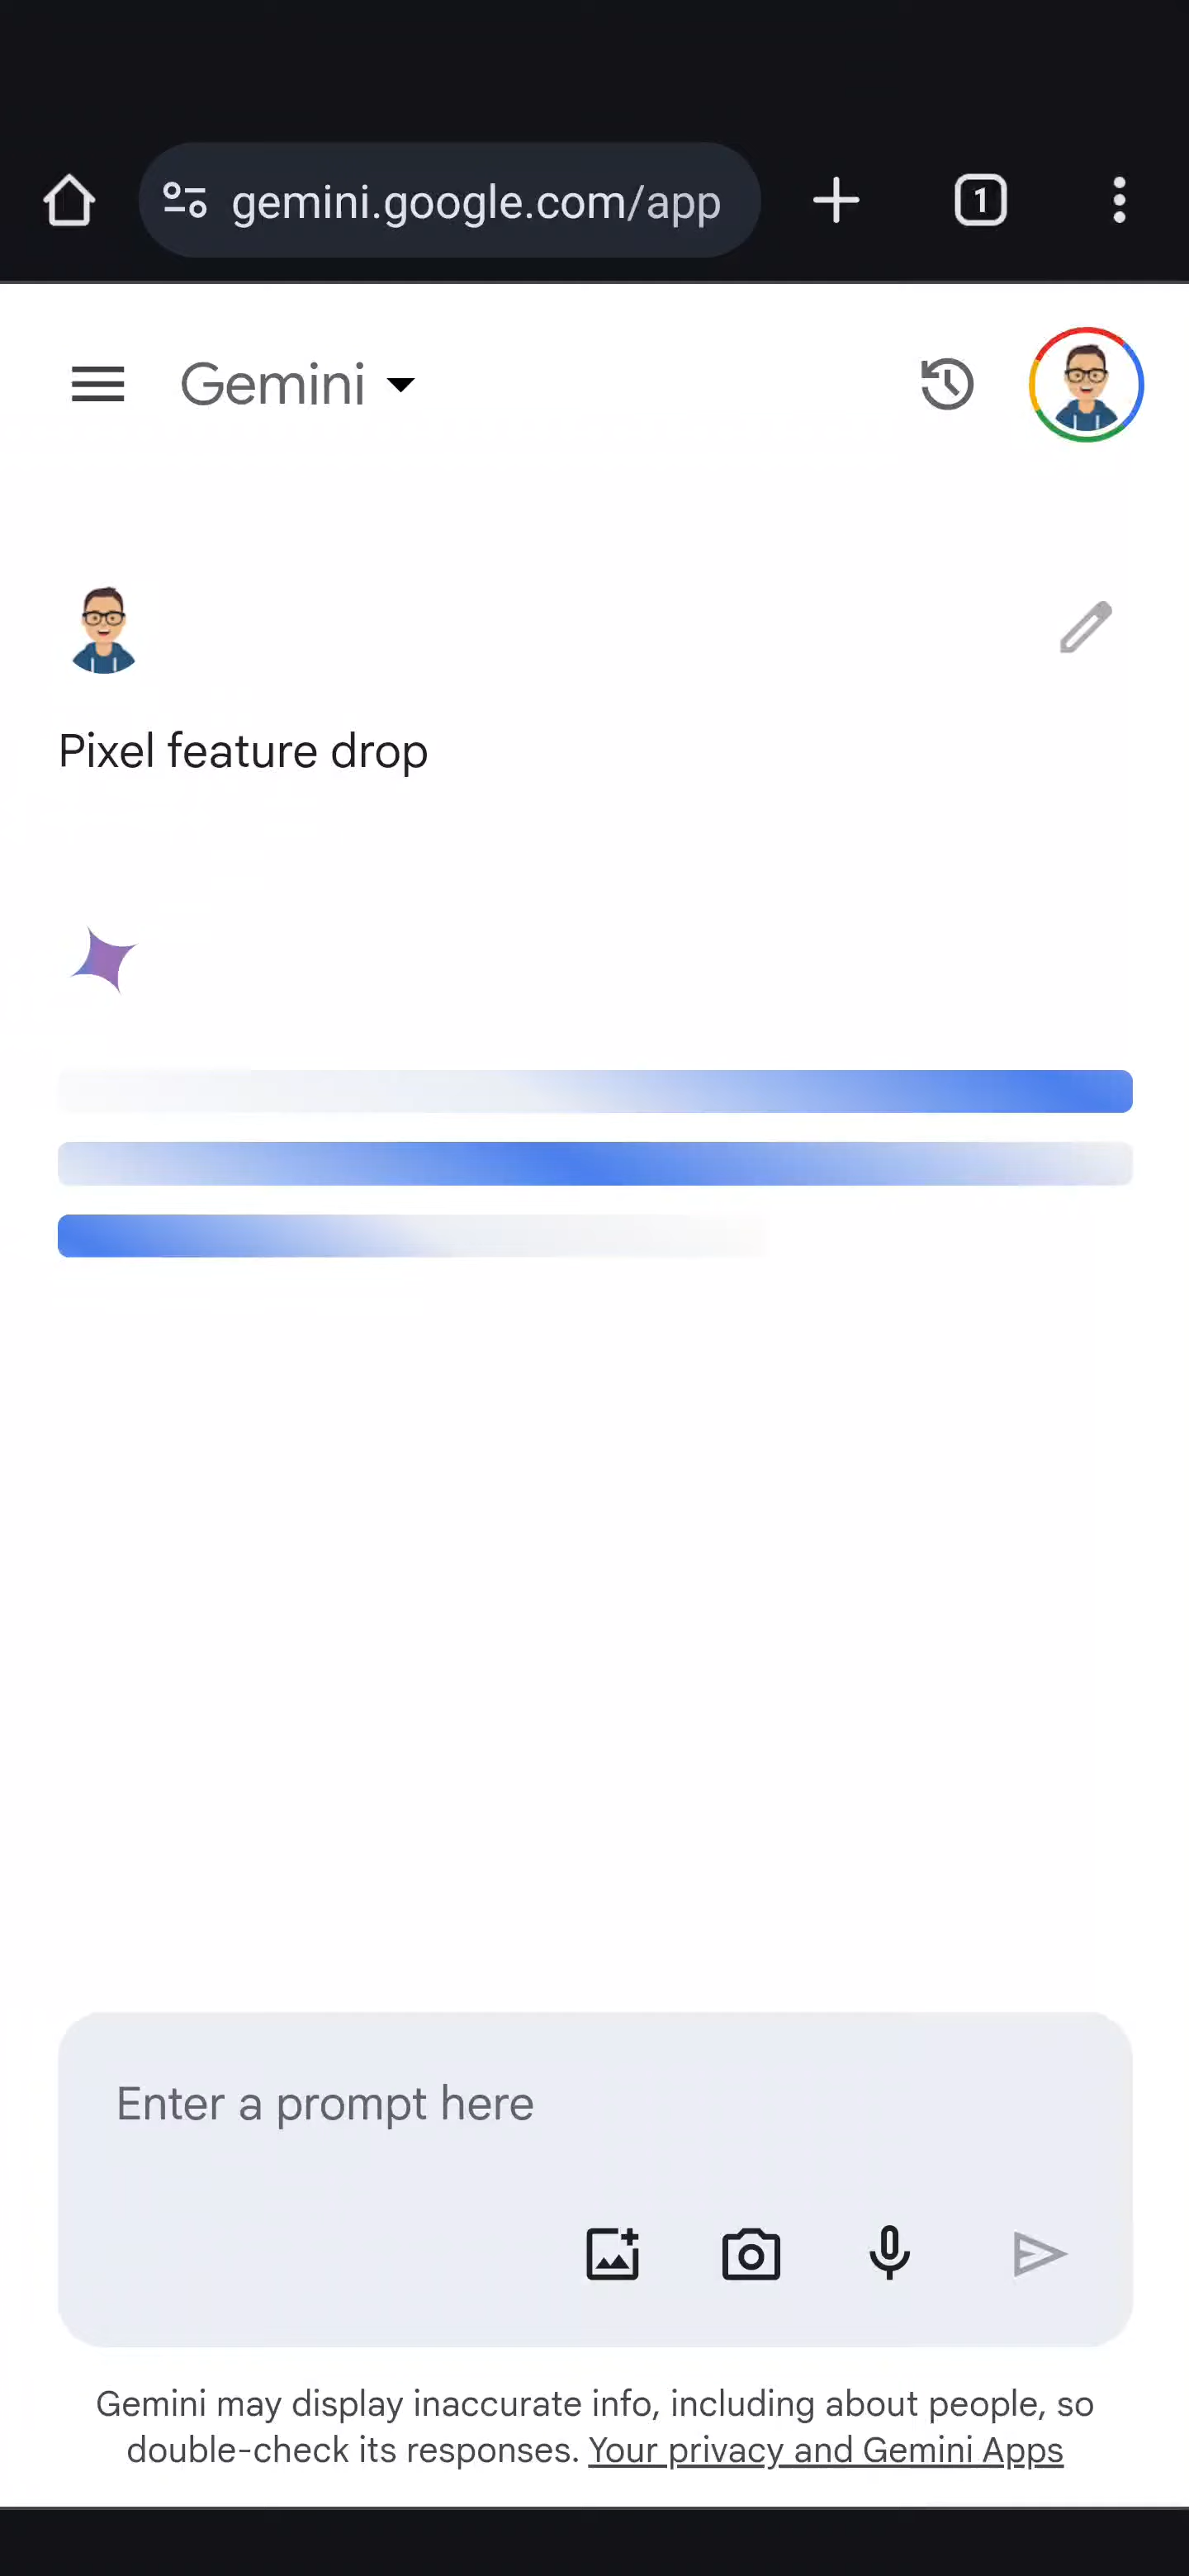 gemini.google.com/app
1
Gemini
Pixel feature drop
Enter a prompt here
Gemini may display inaccurate info, including about people, so
double-check its responses. Your privacy and Gemini Apps